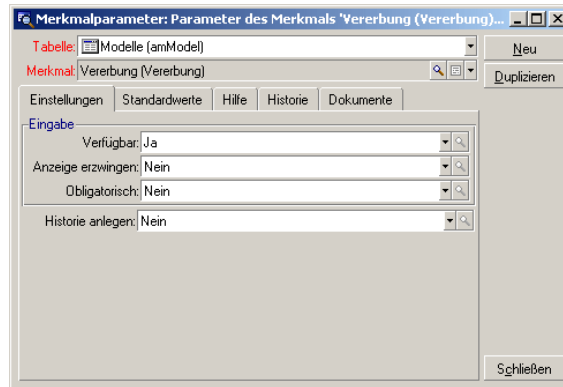 Merkmalparameter: Parameter des Merkmals 'Vererbung (Vererbung)...
Tabelle: Modelle (amModel)
Neu
Merkmal: Vererbung (Vererbung)
Duplizieren
Einstellungen Standardwerte Hilfe Historie Dokumente
Eingabe
Verfügbar: Ja
Anzeige erzwingen: Nein
Obligatorisch: Nein
Historie anlegen: Nein
Schließen